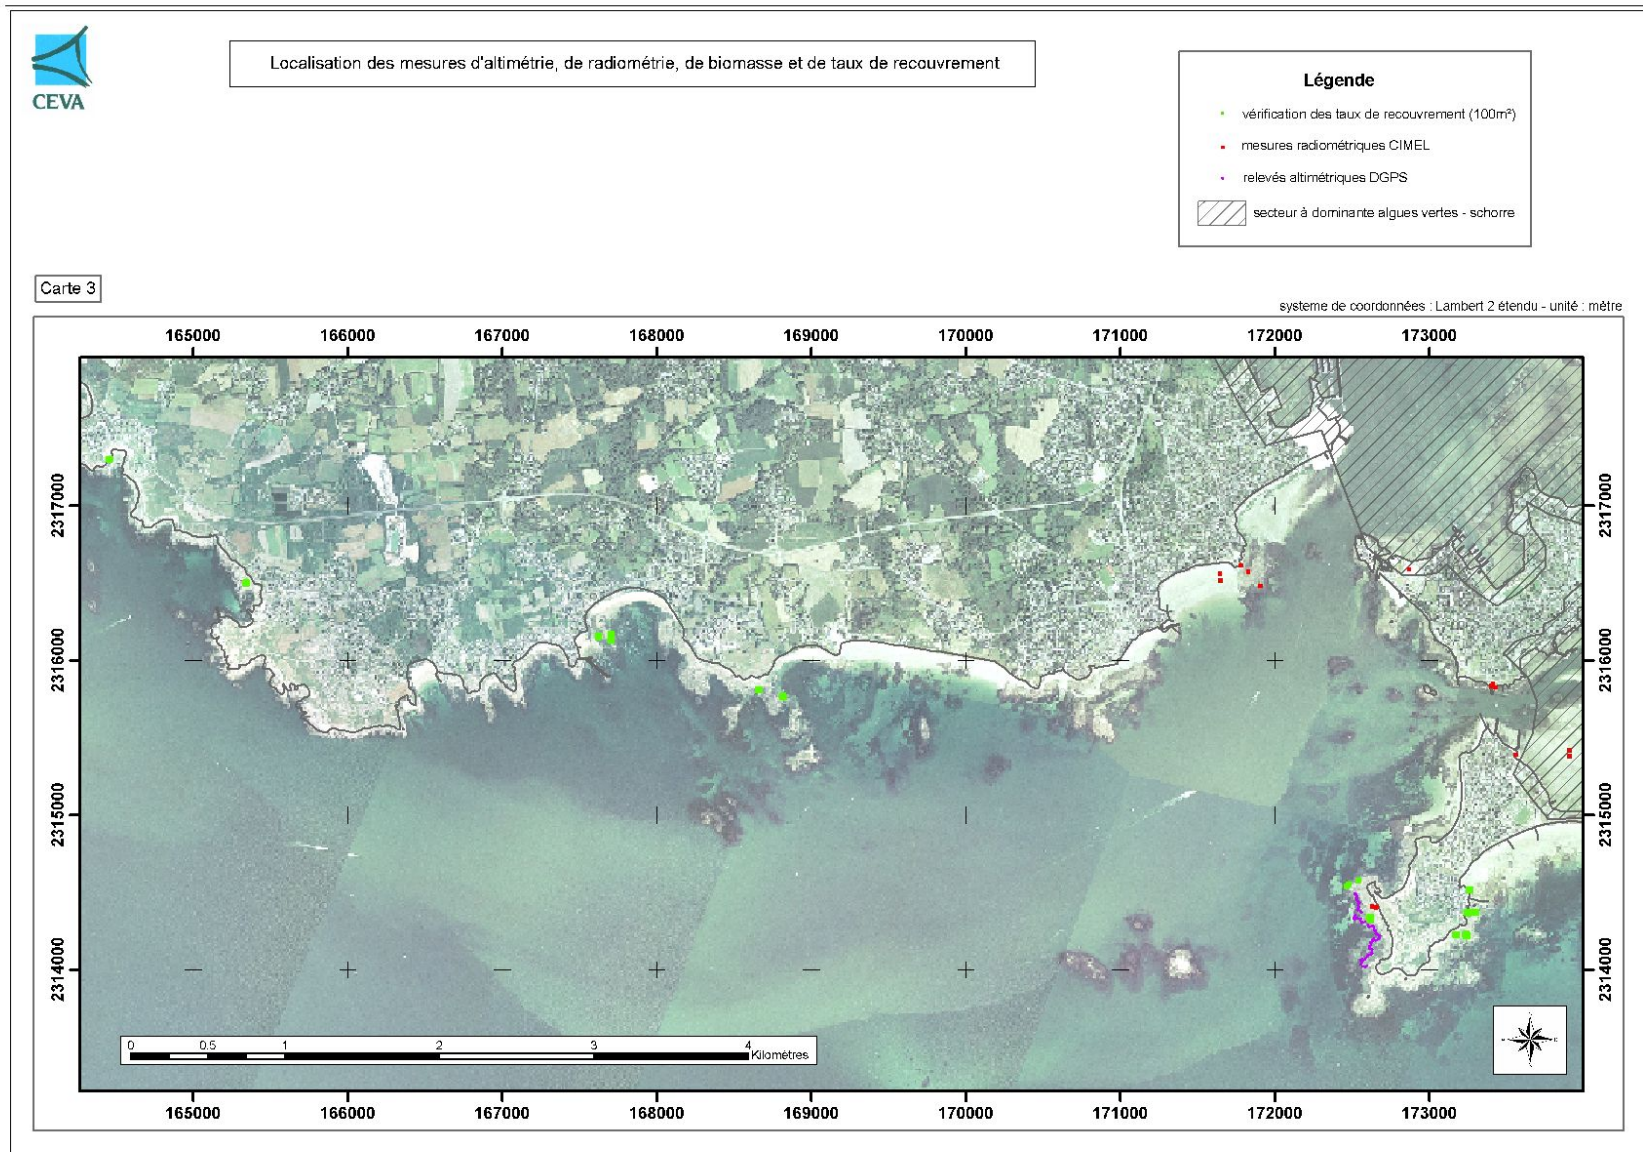 CEVA
Localisation des mesures d'altimétrie, de radiométrie, de biomasse et de taux de recouvrement
Légende
vérification des taux de recouvrement (100m²)
mesures radiométriques CIMEL
relevés altimétriques DGPS
secteur à dominante algues vertes - schorre
Carte 3
systeme de coordonnées : Lambert 2 étendu - unité : mètre
165000 166000 167000 168000 169000 170000 171000 172000 173000
2317000 2317000
2316000 2316000
2315000 2315000
2314000 2314000
0 0.5 1 2 3 4
Kilomètres
165000 166000 167000 168000 169000 170000 171000 172000 173000